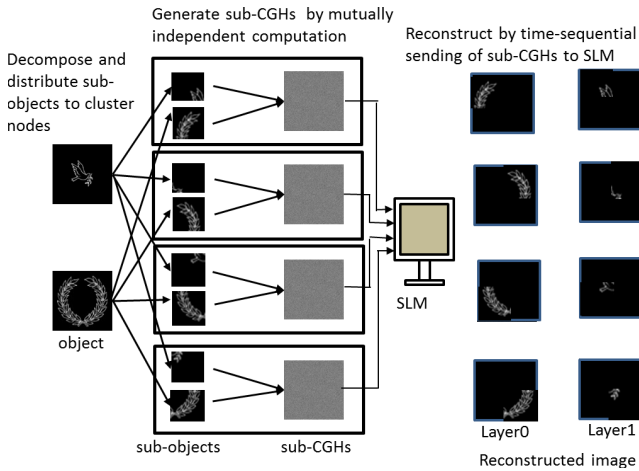 Generate sub-CGHs by mutually
independent computation
Reconstruct by time-sequential
sending of sub-CGHs to SLM
Decompose and
distribute sub-
objects to cluster
nodes
SLM
object
sub-objects
sub-CGHs
Layer0
Layer1
Reconstructed image